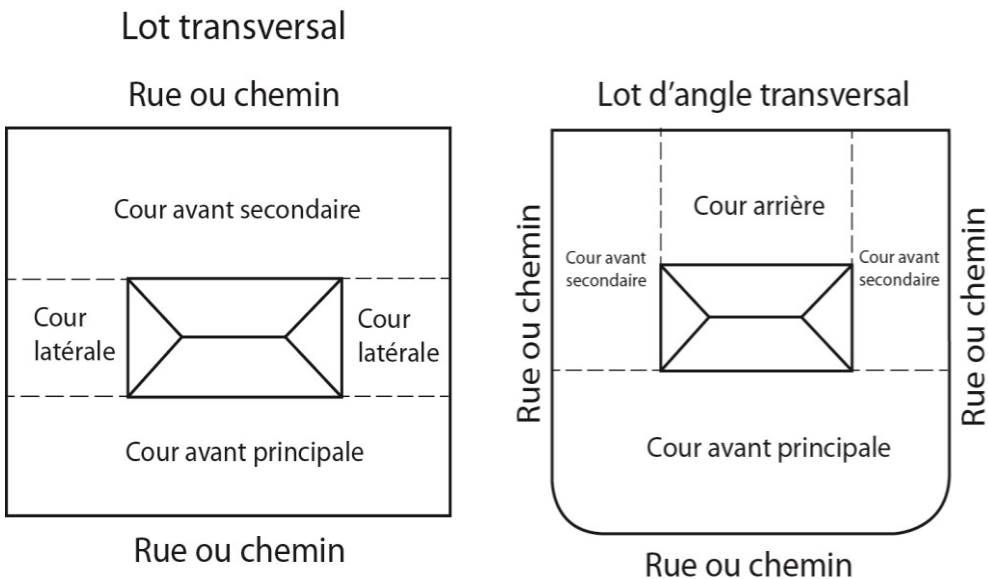 Lot transversal
Rue ou chemin
Cour avant secondaire
Cour
latérale
Cour
latérale
Cour avant principale
Rue ou chemin
Lot d'angle transversal
Rue ou chemin
Cour avant
secondaire
Cour arrière
Cour avant
secondaire
Rue ou chemin
Cour avant principale
Rue ou chemin